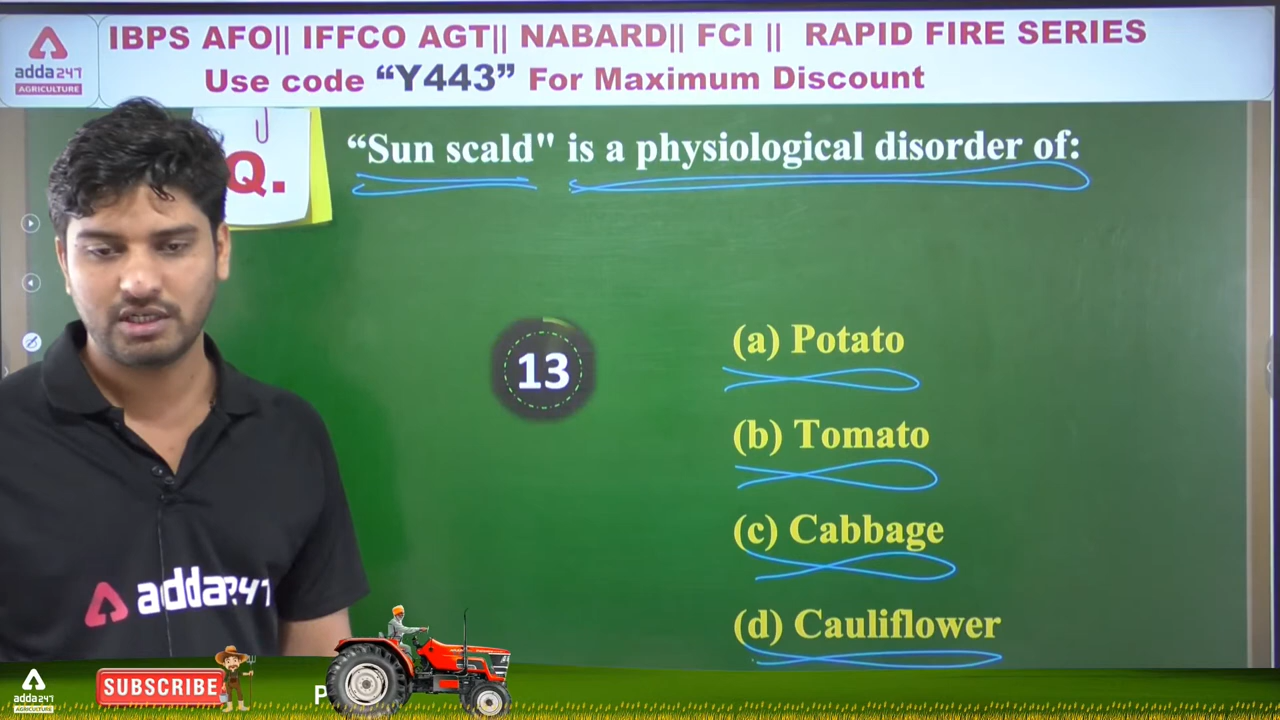 IBPS AFO|| IFFCO AGT|| NABARD|| FCI || RAPID FIRE SERIES
Use code “Y443” For Maximum Discount
adda247
AGRICULTURE
Q.
“Sun scald" is a physiological disorder of:
13
(a) Potato
(b) Tomato
(c) Cabbage
(d) Cauliflower
adda247
adda247
AGRICULTURE
SUBSCRIBE
P